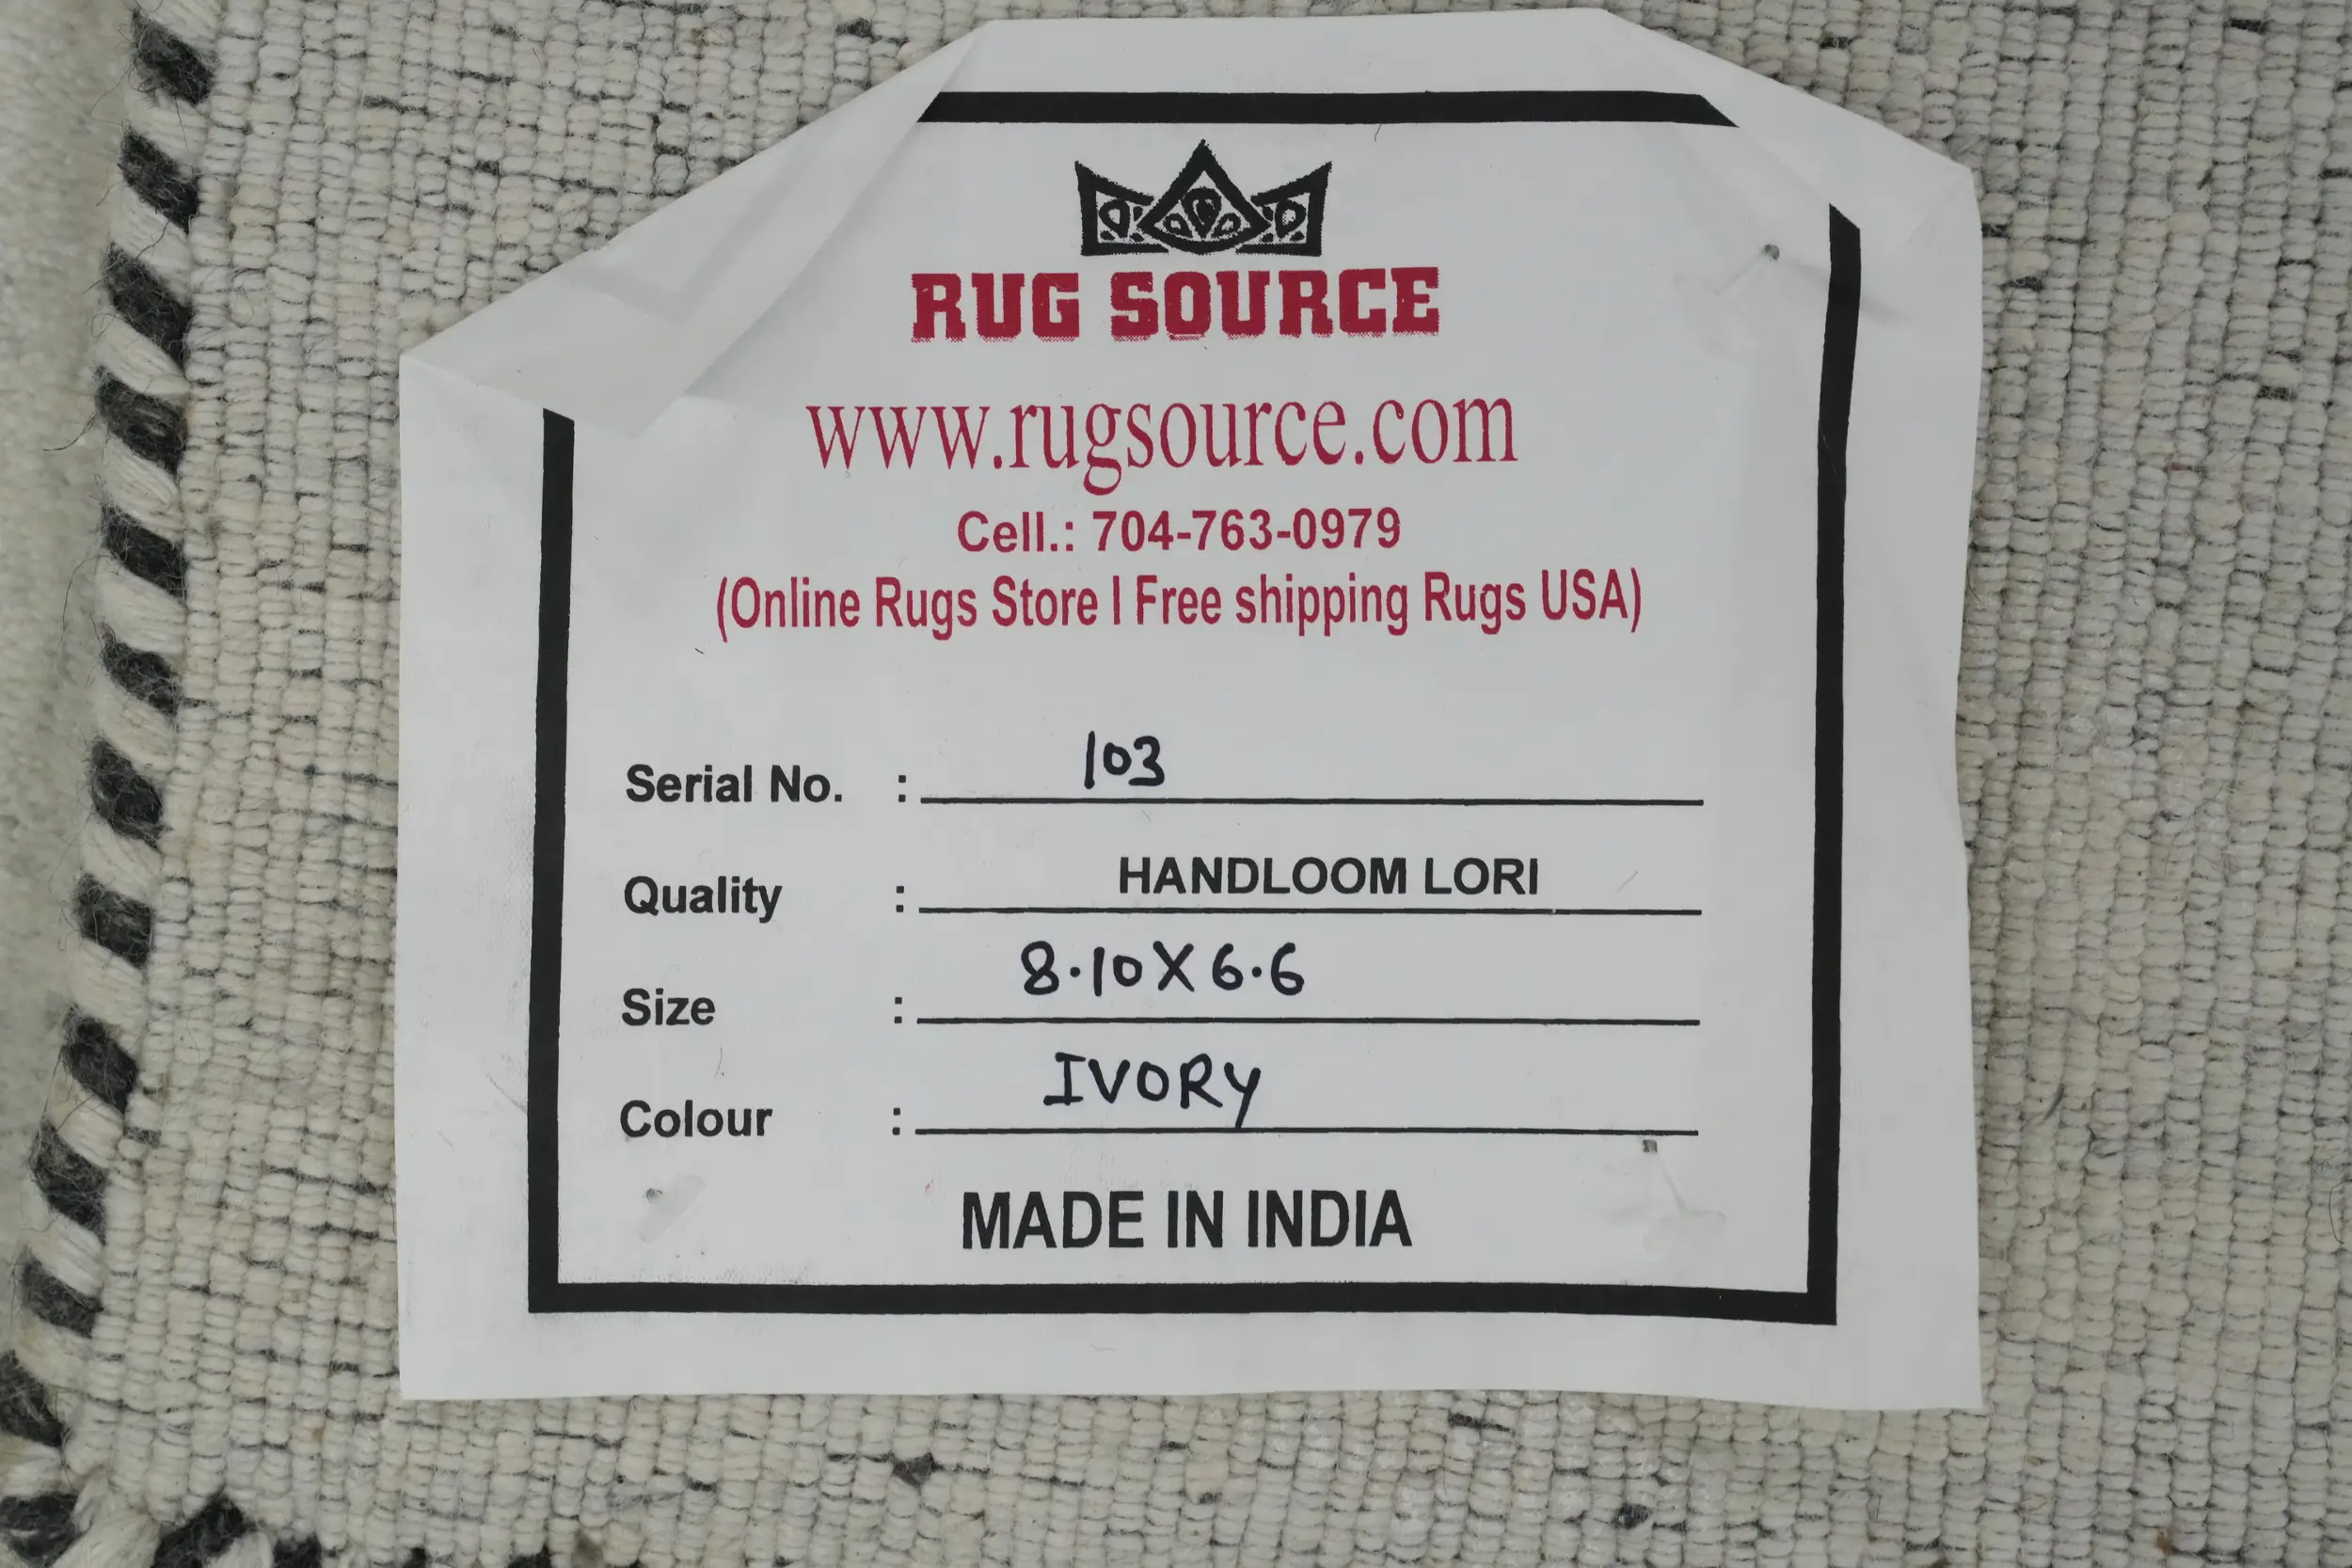 RUG SOURCE
www.rugsource.com
Cell.: 704-763-0979
(Online Rugs Store I Free shipping Rugs USA)
Serial No. : 103
Quality : HANDLOOM LORI
Size : 8.10X6.6
Colour : IVORY
MADE IN INDIA